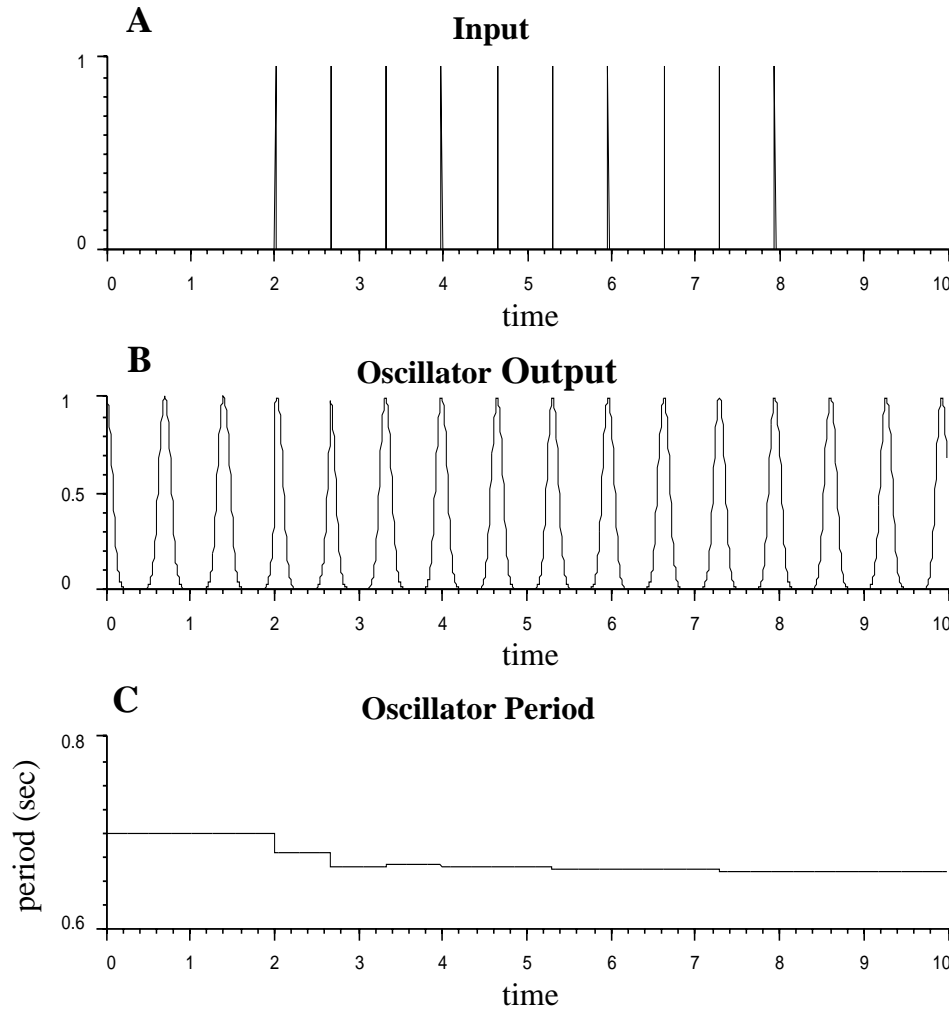 A
Input
1
0
0 1 2 3 4 5 6 7 8 9 10
time
B
Oscillator Output
1
0.5
0
0 1 2 3 4 5 6 7 8 9 10
time
C
Oscillator Period
0.8
period (sec)
0.6
0 1 2 3 4 5 6 7 8 9 10
time